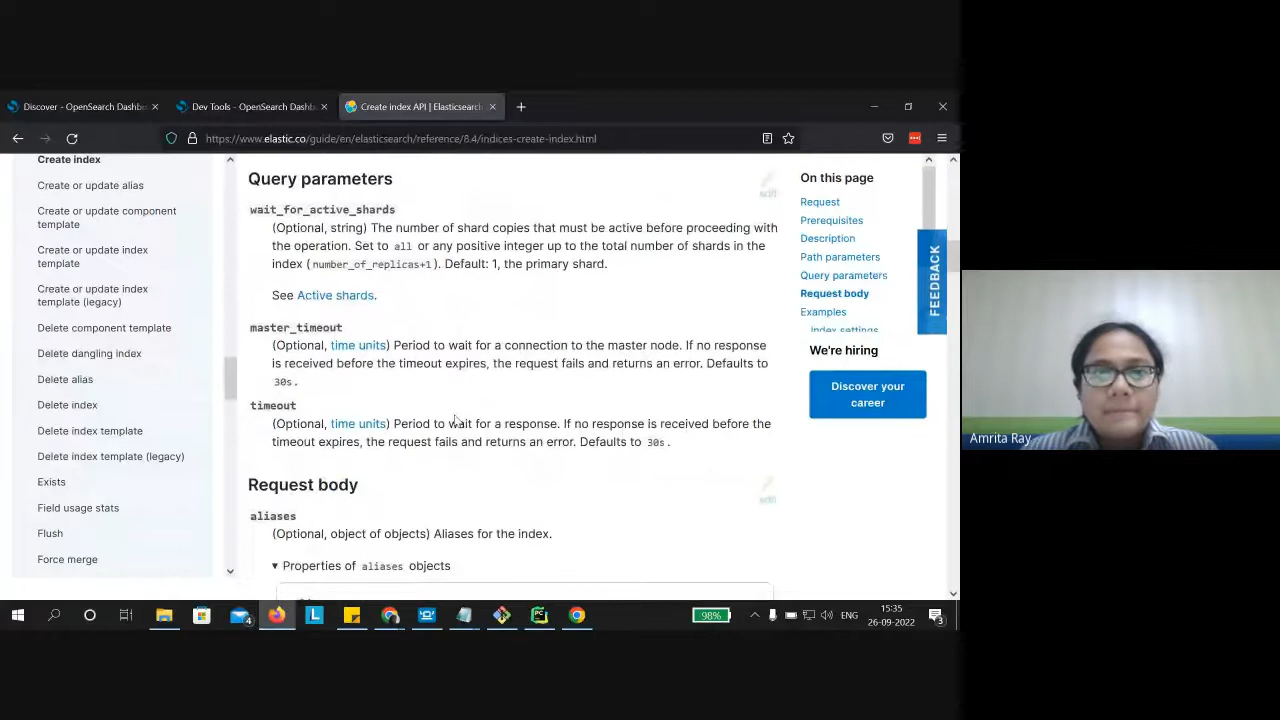 Discover - OpenSearch Dashb
Dev Tools - OpenSearch Dashb
Create index API | Elasticsearch
https://www.elastic.co/guide/en/elasticsearch/reference/8.4/indices-create-index.html
Create index
Create or update alias
Create or update component
template
Create or update index
template
Create or update index
template (legacy)
Delete component template
Delete dangling index
Delete alias
Delete index
Delete index template
Delete index template (legacy)
Exists
Field usage stats
Flush
Force merge
Query parameters
edit
wait_for_active_shards
(Optional, string) The number of shard copies that must be active before proceeding with
the operation. Set to all or any positive integer up to the total number of shards in the
index (number_of_replicas+1). Default: 1, the primary shard.
See Active shards.
master_timeout
(Optional, time units) Period to wait for a connection to the master node. If no response
is received before the timeout expires, the request fails and returns an error. Defaults to
30s.
timeout
(Optional, time units) Period to wait for a response. If no response is received before the
timeout expires, the request fails and returns an error. Defaults to 30s.
Request body
edit
aliases
(Optional, object of objects) Aliases for the index.
Properties of aliases objects
On this page
Request
Prerequisites
Description
Path parameters
Query parameters
Request body
Examples
Index settings
FEEDBACK
We're hiring
Discover your
career
Amrita Ray
4
L
PC
98%
ENG
15:35
26-09-2022
3